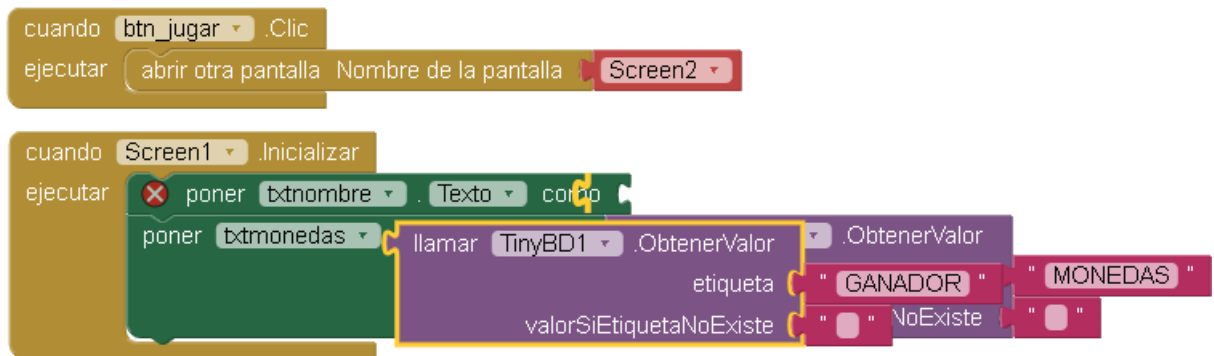 cuando btn_jugar .Clic
ejecutar abrir otra pantalla Nombre de la pantalla Screen2
cuando Screen1 .Inicializar
ejecutar poner txtnombre . Texto como
poner txtmonedas llamar TinyBD1 .ObtenerValor .ObtenerValor
etiqueta " GANADOR " " MONEDAS "
valorSiEtiquetaNoExiste " " NoExiste " "